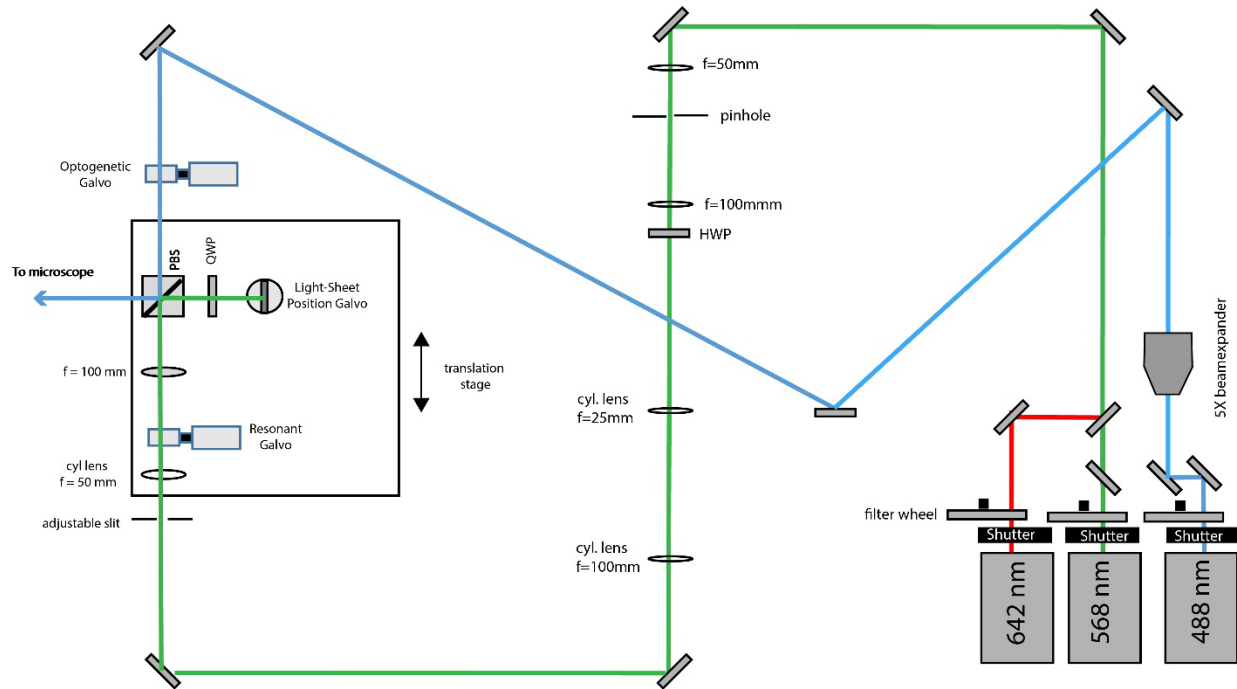 f=50mm
pinhole
Optogenetic
Galvo
f=100mmm
HWP
PBS
QWP
To microscope
Light-Sheet
Position Galvo
f = 100 mm
translation
stage
cyl. lens
f=25mm
5X beamexpander
Resonant
Galvo
cyl lens
f = 50 mm
adjustable slit
filter wheel
Shutter
Shutter
Shutter
cyl. lens
f=100mm
642 nm
568 nm
488 nm